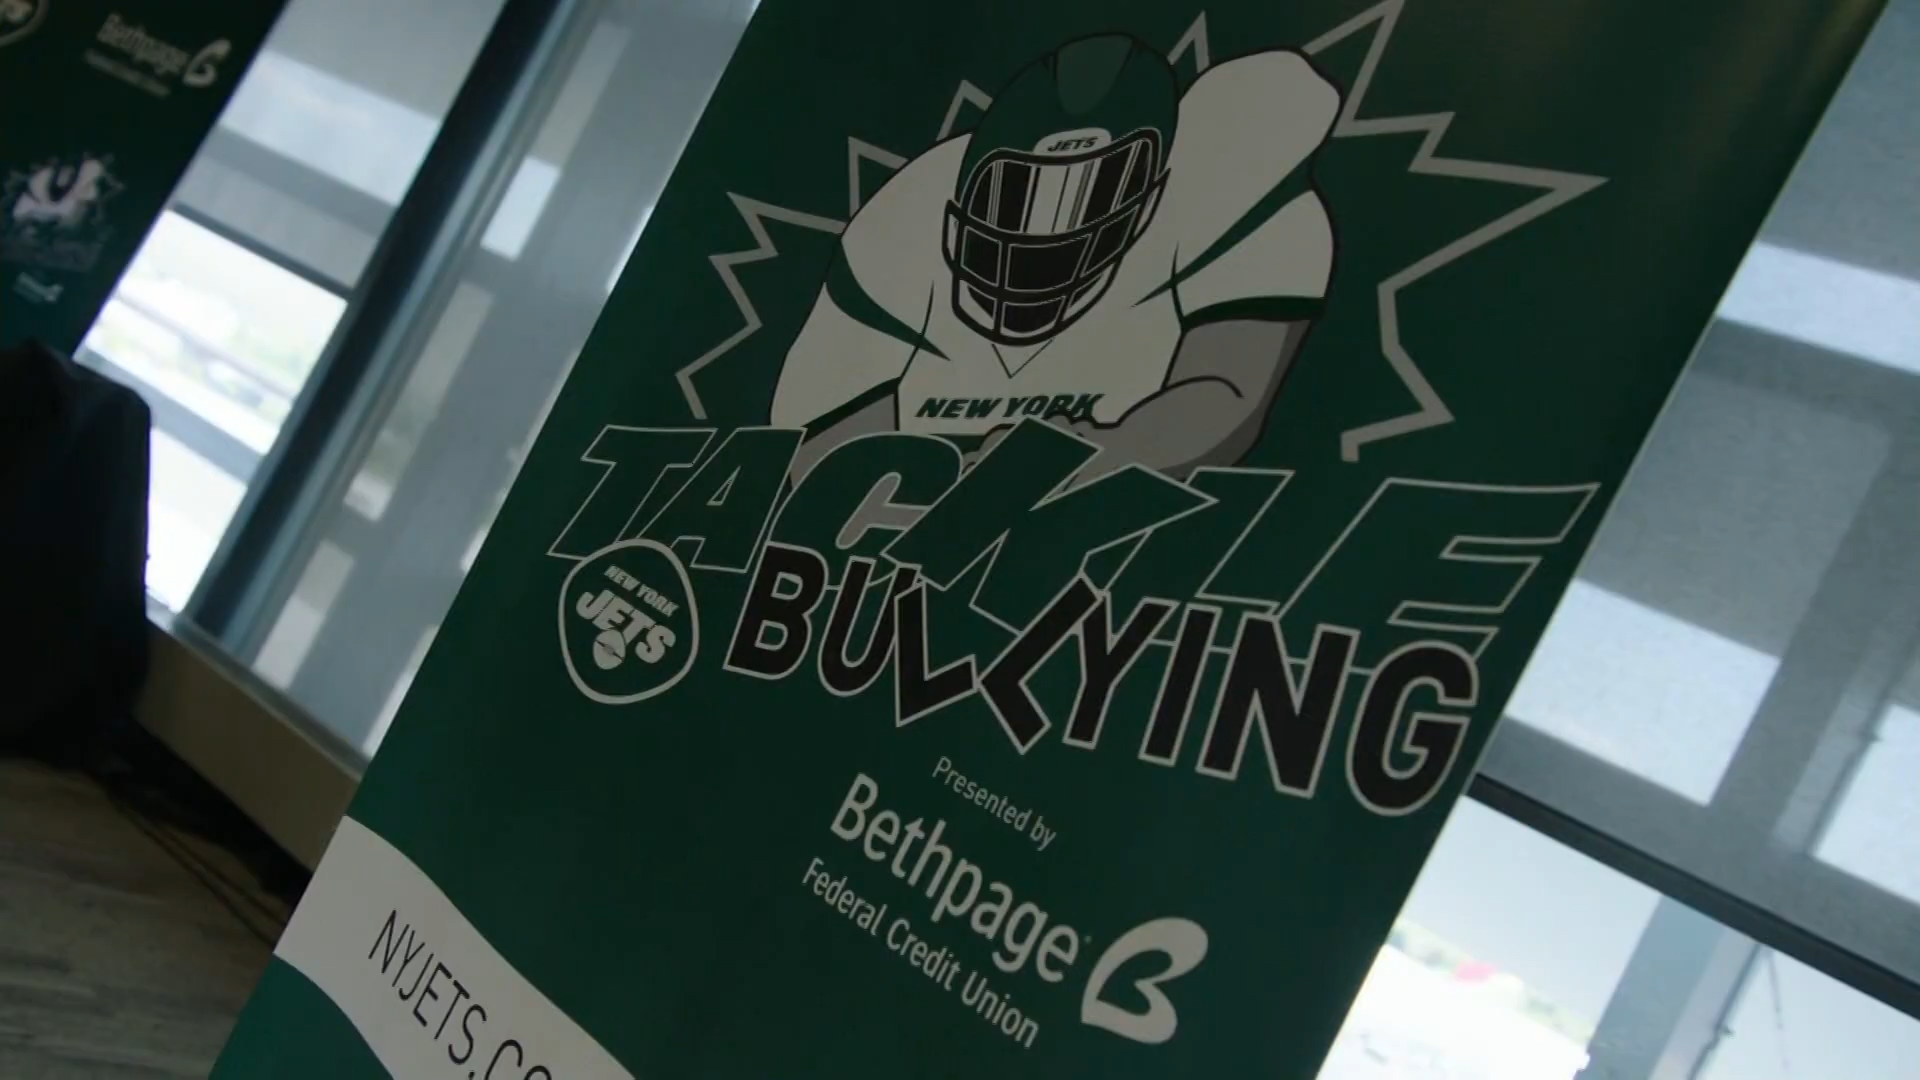 Bethpage
JETS
NEW YORK
TACKLE
NEW YORK
JETS
BULLYING
Presented by
Bethpage
Federal Credit Union
NYJETS.CO